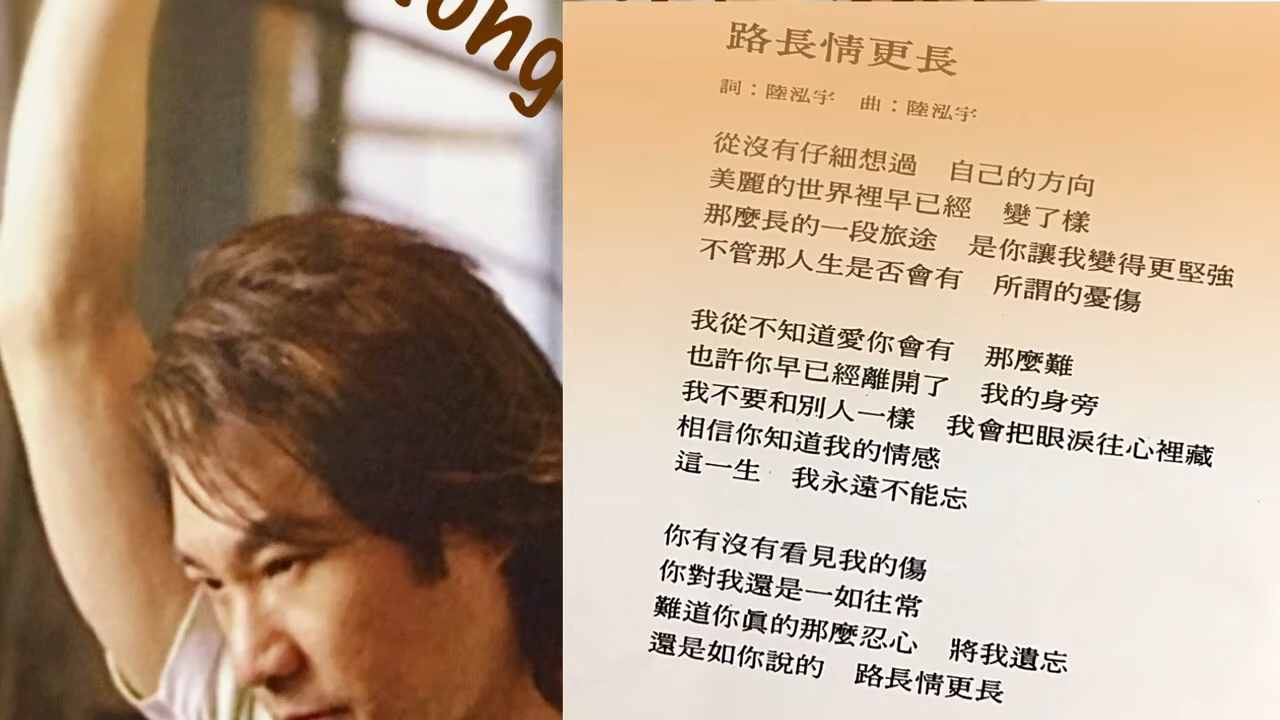 ong
路長情更長
詞：陸泓宇　曲：陸泓宇
從沒有仔細想過　自己的方向
美麗的世界裡早已經　變了樣
那麼長的一段旅途　是你讓我變得更堅強
不管那人生是否會有　所謂的憂傷
我從不知道愛你會有　那麼難
也許你早已經離開了　我的身旁
我不要和別人一樣　我會把眼淚往心裡藏
相信你知道我的情感
這一生　我永遠不能忘
你有沒有看見我的傷
你對我還是一如往常
難道你眞的那麼忍心　將我遺忘
還是如你說的　路長情更長